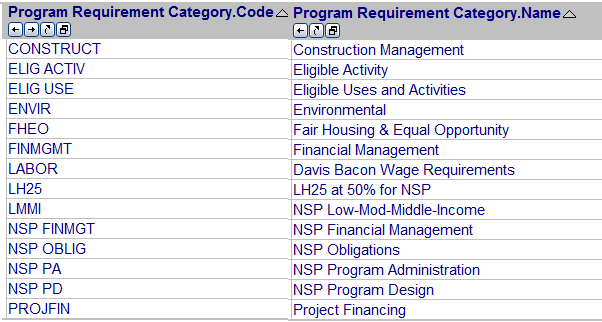 Program Requirement Category.Code Program Requirement Category.Name
CONSTRUCT Construction Management
ELIG ACTIV Eligible Activity
ELIG USE Eligible Uses and Activities
ENVIR Environmental
FHEO Fair Housing & Equal Opportunity
FINMGMT Financial Management
LABOR Davis Bacon Wage Requirements
LH25 LH25 at 50% for NSP
LMMI NSP Low-Mod-Middle-Income
NSP FINMGT NSP Financial Management
NSP OBLIG NSP Obligations
NSP PA NSP Program Administration
NSP PD NSP Program Design
PROJFIN Project Financing